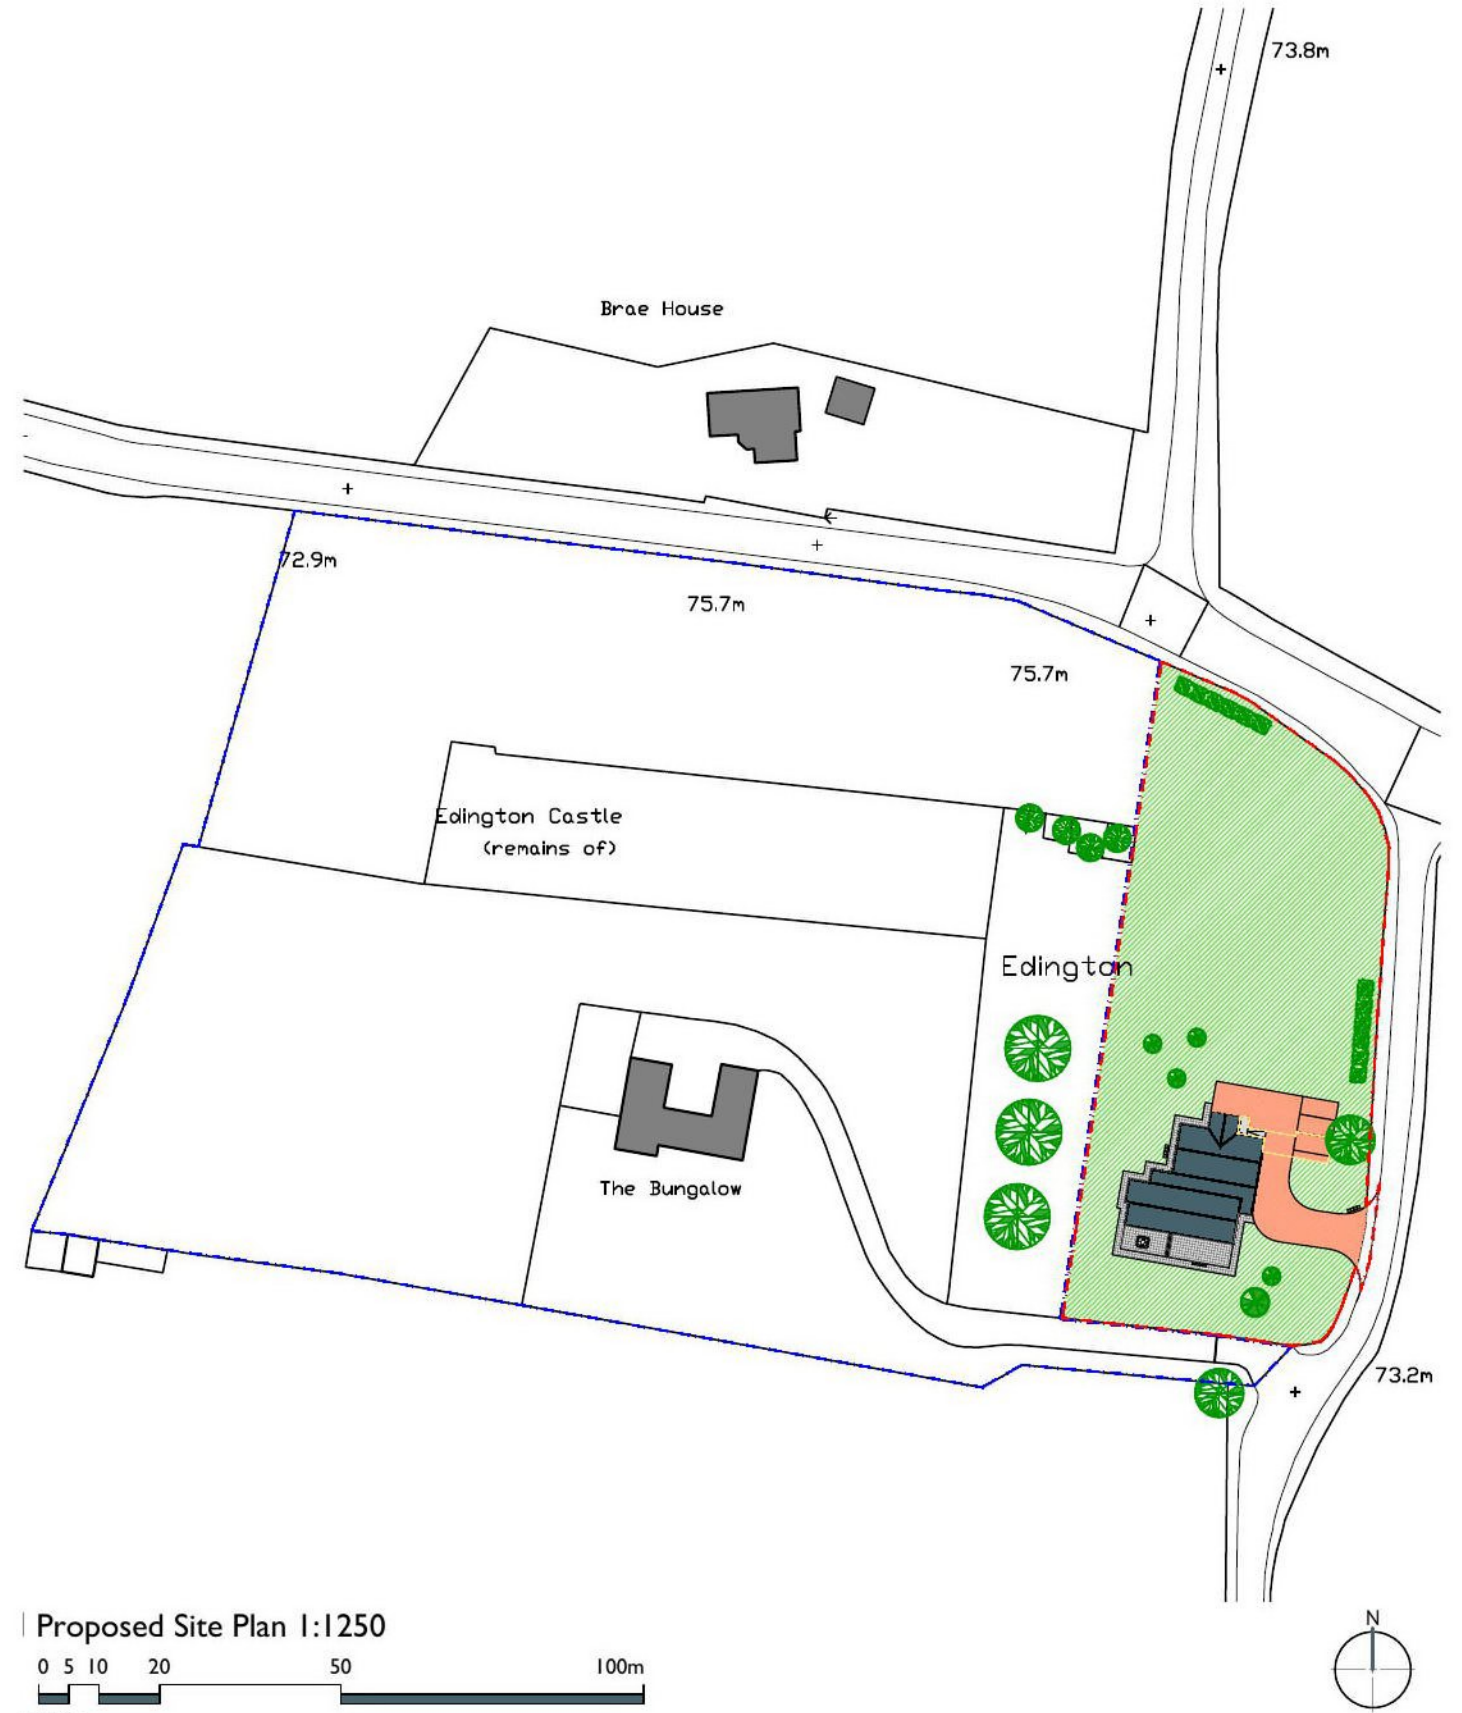 73.8m
Brae House
72.9m
75.7m
75.7m
Edington Castle
(remains of)
Edington
The Bungalow
73.2m
Proposed Site Plan 1:1250
0 5 10 20 50 100m
N